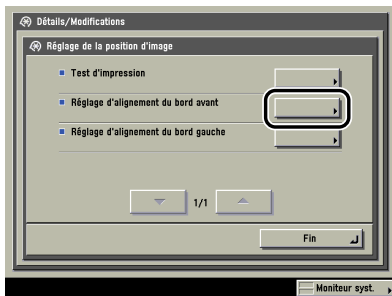 Détails/Modifications
Réglage de la position d'image
Test d'impression
Réglage d'alignement du bord avant
Réglage d'alignement du bord gauche
1/1
Fin
Moniteur syst.